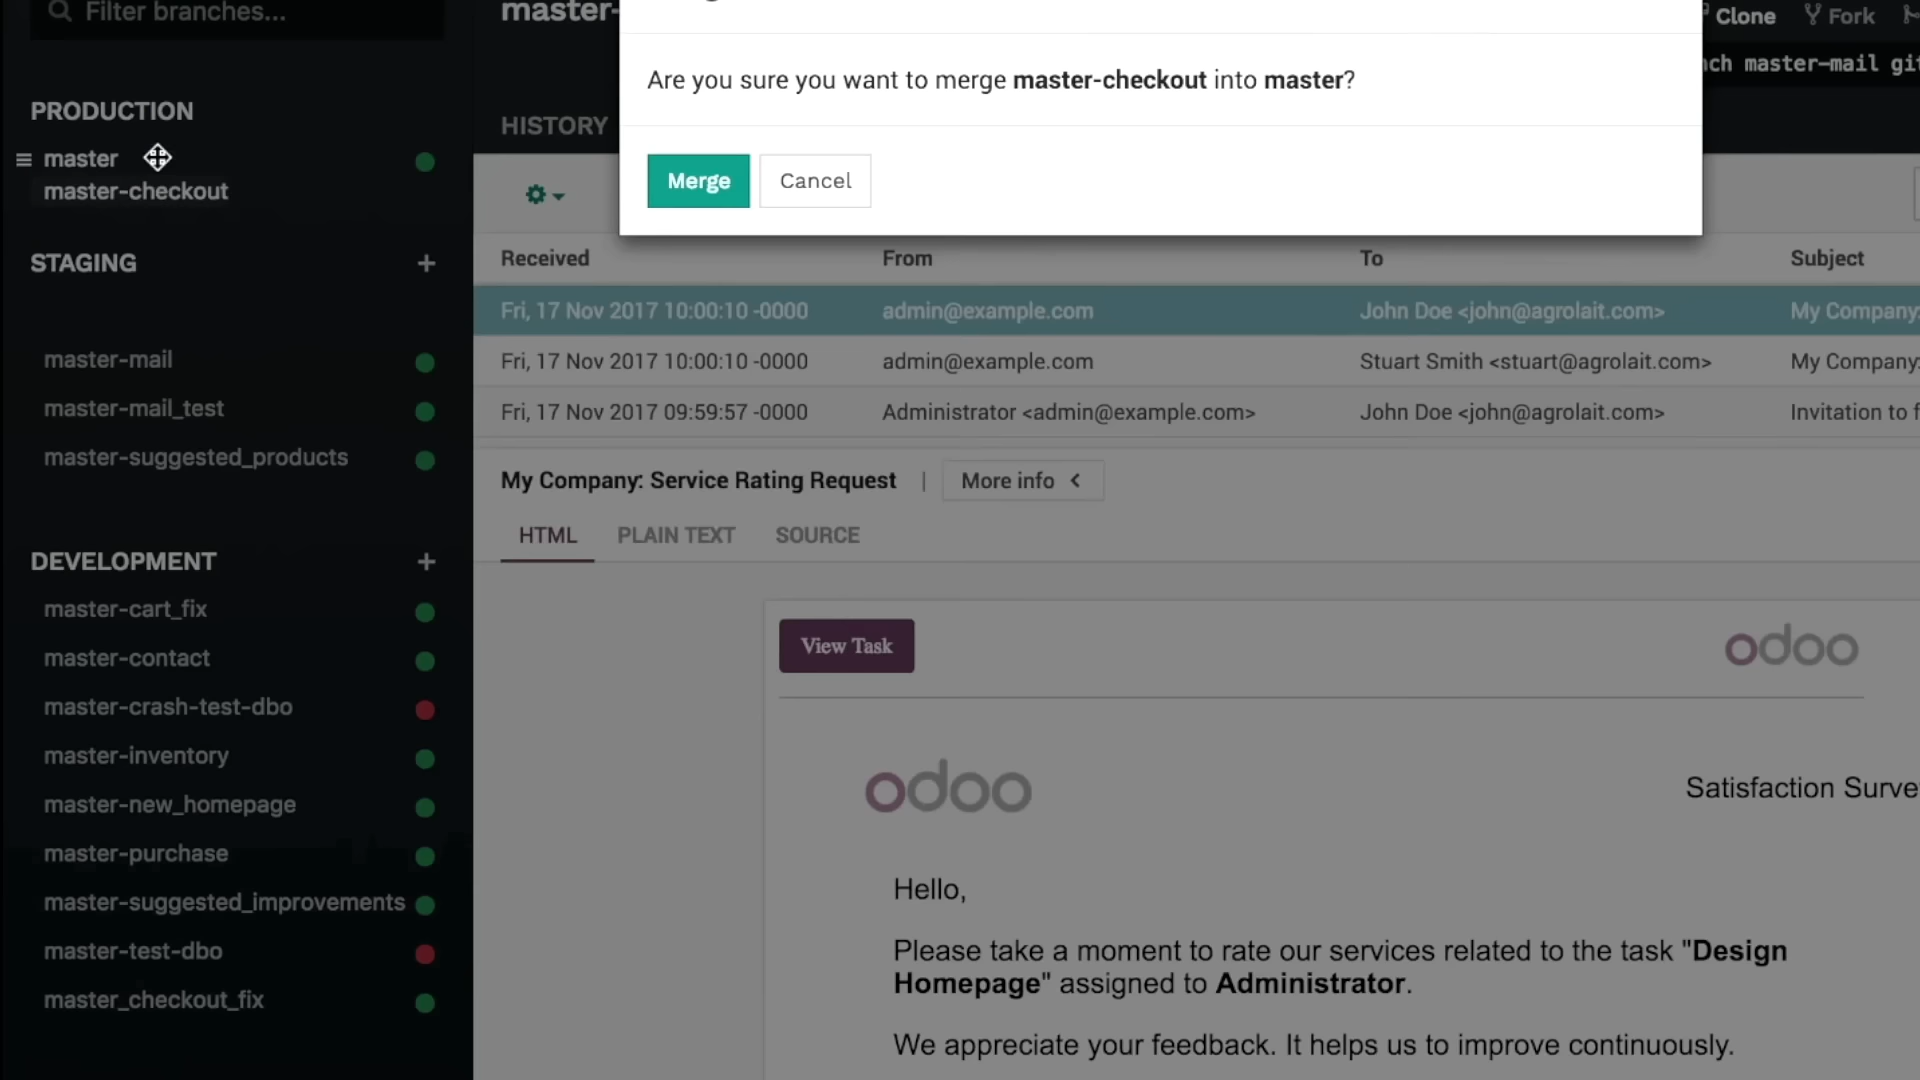 Filter branches...
PRODUCTION
master
master-checkout
STAGING
master-mail
master-mail_test
master-suggested_products
DEVELOPMENT
master-cart_fix
master-contact
master-crash-test-dbo
master-inventory
master-new_homepage
master-purchase
master-suggested_improvements
master-test-dbo
master_checkout_fix
master-
Clone
Fork
master-mail
HISTORY
Are you sure you want to merge master-checkout into master?
Merge
Cancel
Received From To Subject
Fri, 17 Nov 2017 10:00:10 -0000 admin@example.com John Doe <john@agrolait.com> My Company:
Fri, 17 Nov 2017 10:00:10 -0000 admin@example.com Stuart Smith <stuart@agrolait.com> My Company:
Fri, 17 Nov 2017 09:59:57 -0000 Administrator <admin@example.com> John Doe <john@agrolait.com> Invitation to f
My Company: Service Rating Request | More info
HTML PLAIN TEXT SOURCE
View Task
odoo
odoo
Satisfaction Surve
Hello,
Please take a moment to rate our services related to the task "Design
Homepage" assigned to Administrator.
We appreciate your feedback. It helps us to improve continuously.